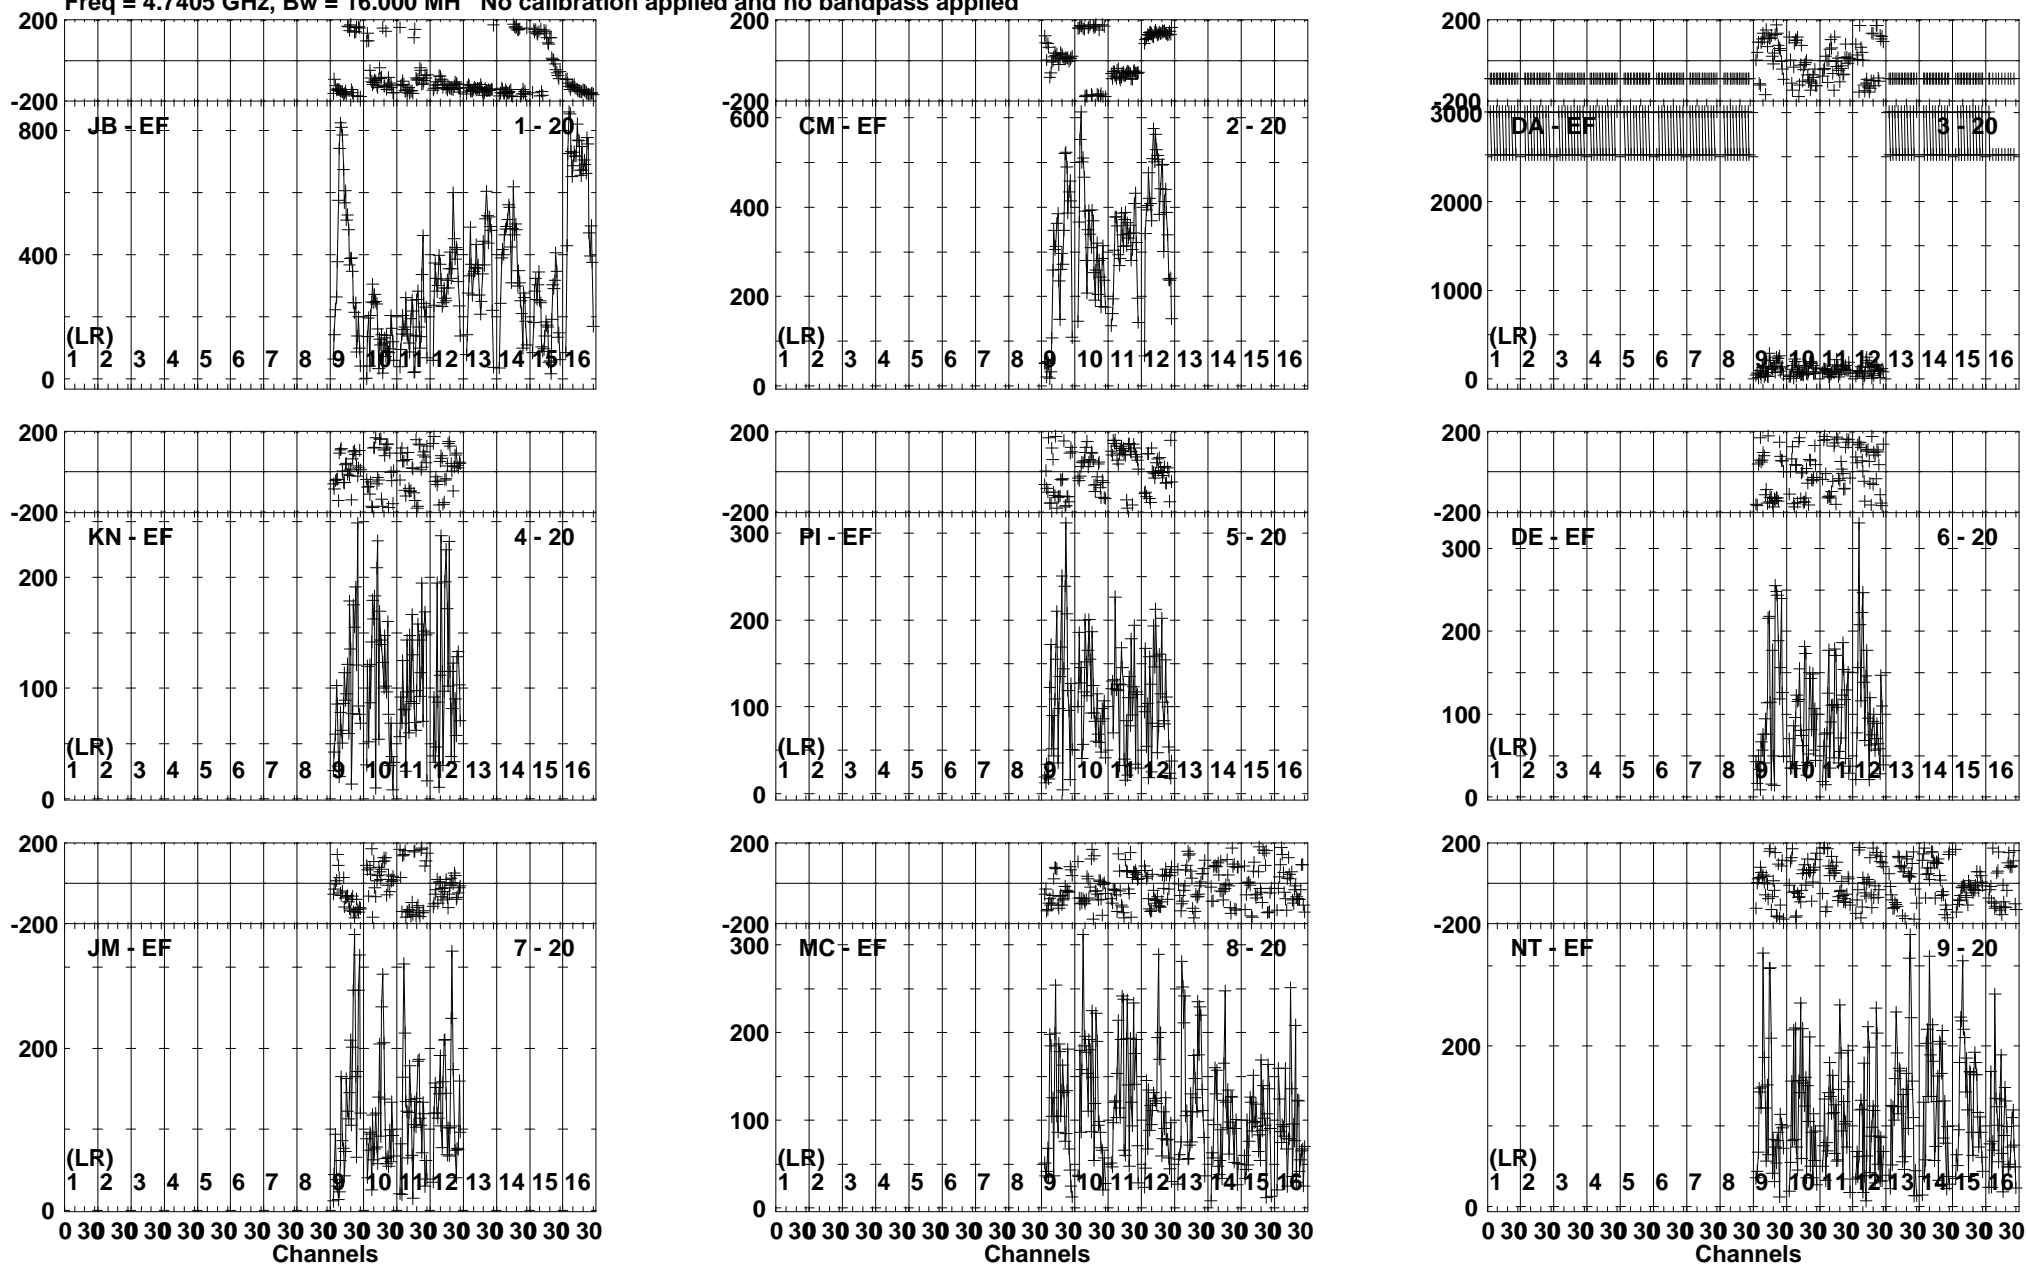 Freq = 4.7405 GHz, Bw = 16.000 MH No calibration applied and no bandpass applied
200
-200
JB - EF 1 - 20
800
400
(LR)
1 2 3 4 5 6 7 8 9 10 11 12 13 14 15 16
0
200
-200
CM - EF 2 - 20
600
400
200
(LR)
1 2 3 4 5 6 7 8 9 10 11 12 13 14 15 16
0
200
-200
3000
DA - EF 3 - 20
2000
1000
(LR)
1 2 3 4 5 6 7 8 9 10 11 12 13 14 15 16
0
200
-200
KN - EF 4 - 20
200
100
(LR)
1 2 3 4 5 6 7 8 9 10 11 12 13 14 15 16
0
200
-200
300
PI - EF 5 - 20
200
100
(LR)
1 2 3 4 5 6 7 8 9 10 11 12 13 14 15 16
0
200
-200
DE - EF 6 - 20
300
200
100
(LR)
1 2 3 4 5 6 7 8 9 10 11 12 13 14 15 16
0
200
-200
JM - EF 7 - 20
200
(LR)
1 2 3 4 5 6 7 8 9 10 11 12 13 14 15 16
0
0 30 30 30 30 30 30 30 30 30 30 30 30 30 30 30 30
Channels
200
-200
MC - EF 8 - 20
300
200
100
(LR)
1 2 3 4 5 6 7 8 9 10 11 12 13 14 15 16
0
0 30 30 30 30 30 30 30 30 30 30 30 30 30 30 30 30
Channels
200
-200
NT - EF 9 - 20
200
(LR)
1 2 3 4 5 6 7 8 9 10 11 12 13 14 15 16
0
0 30 30 30 30 30 30 30 30 30 30 30 30 30 30 30 30
Channels